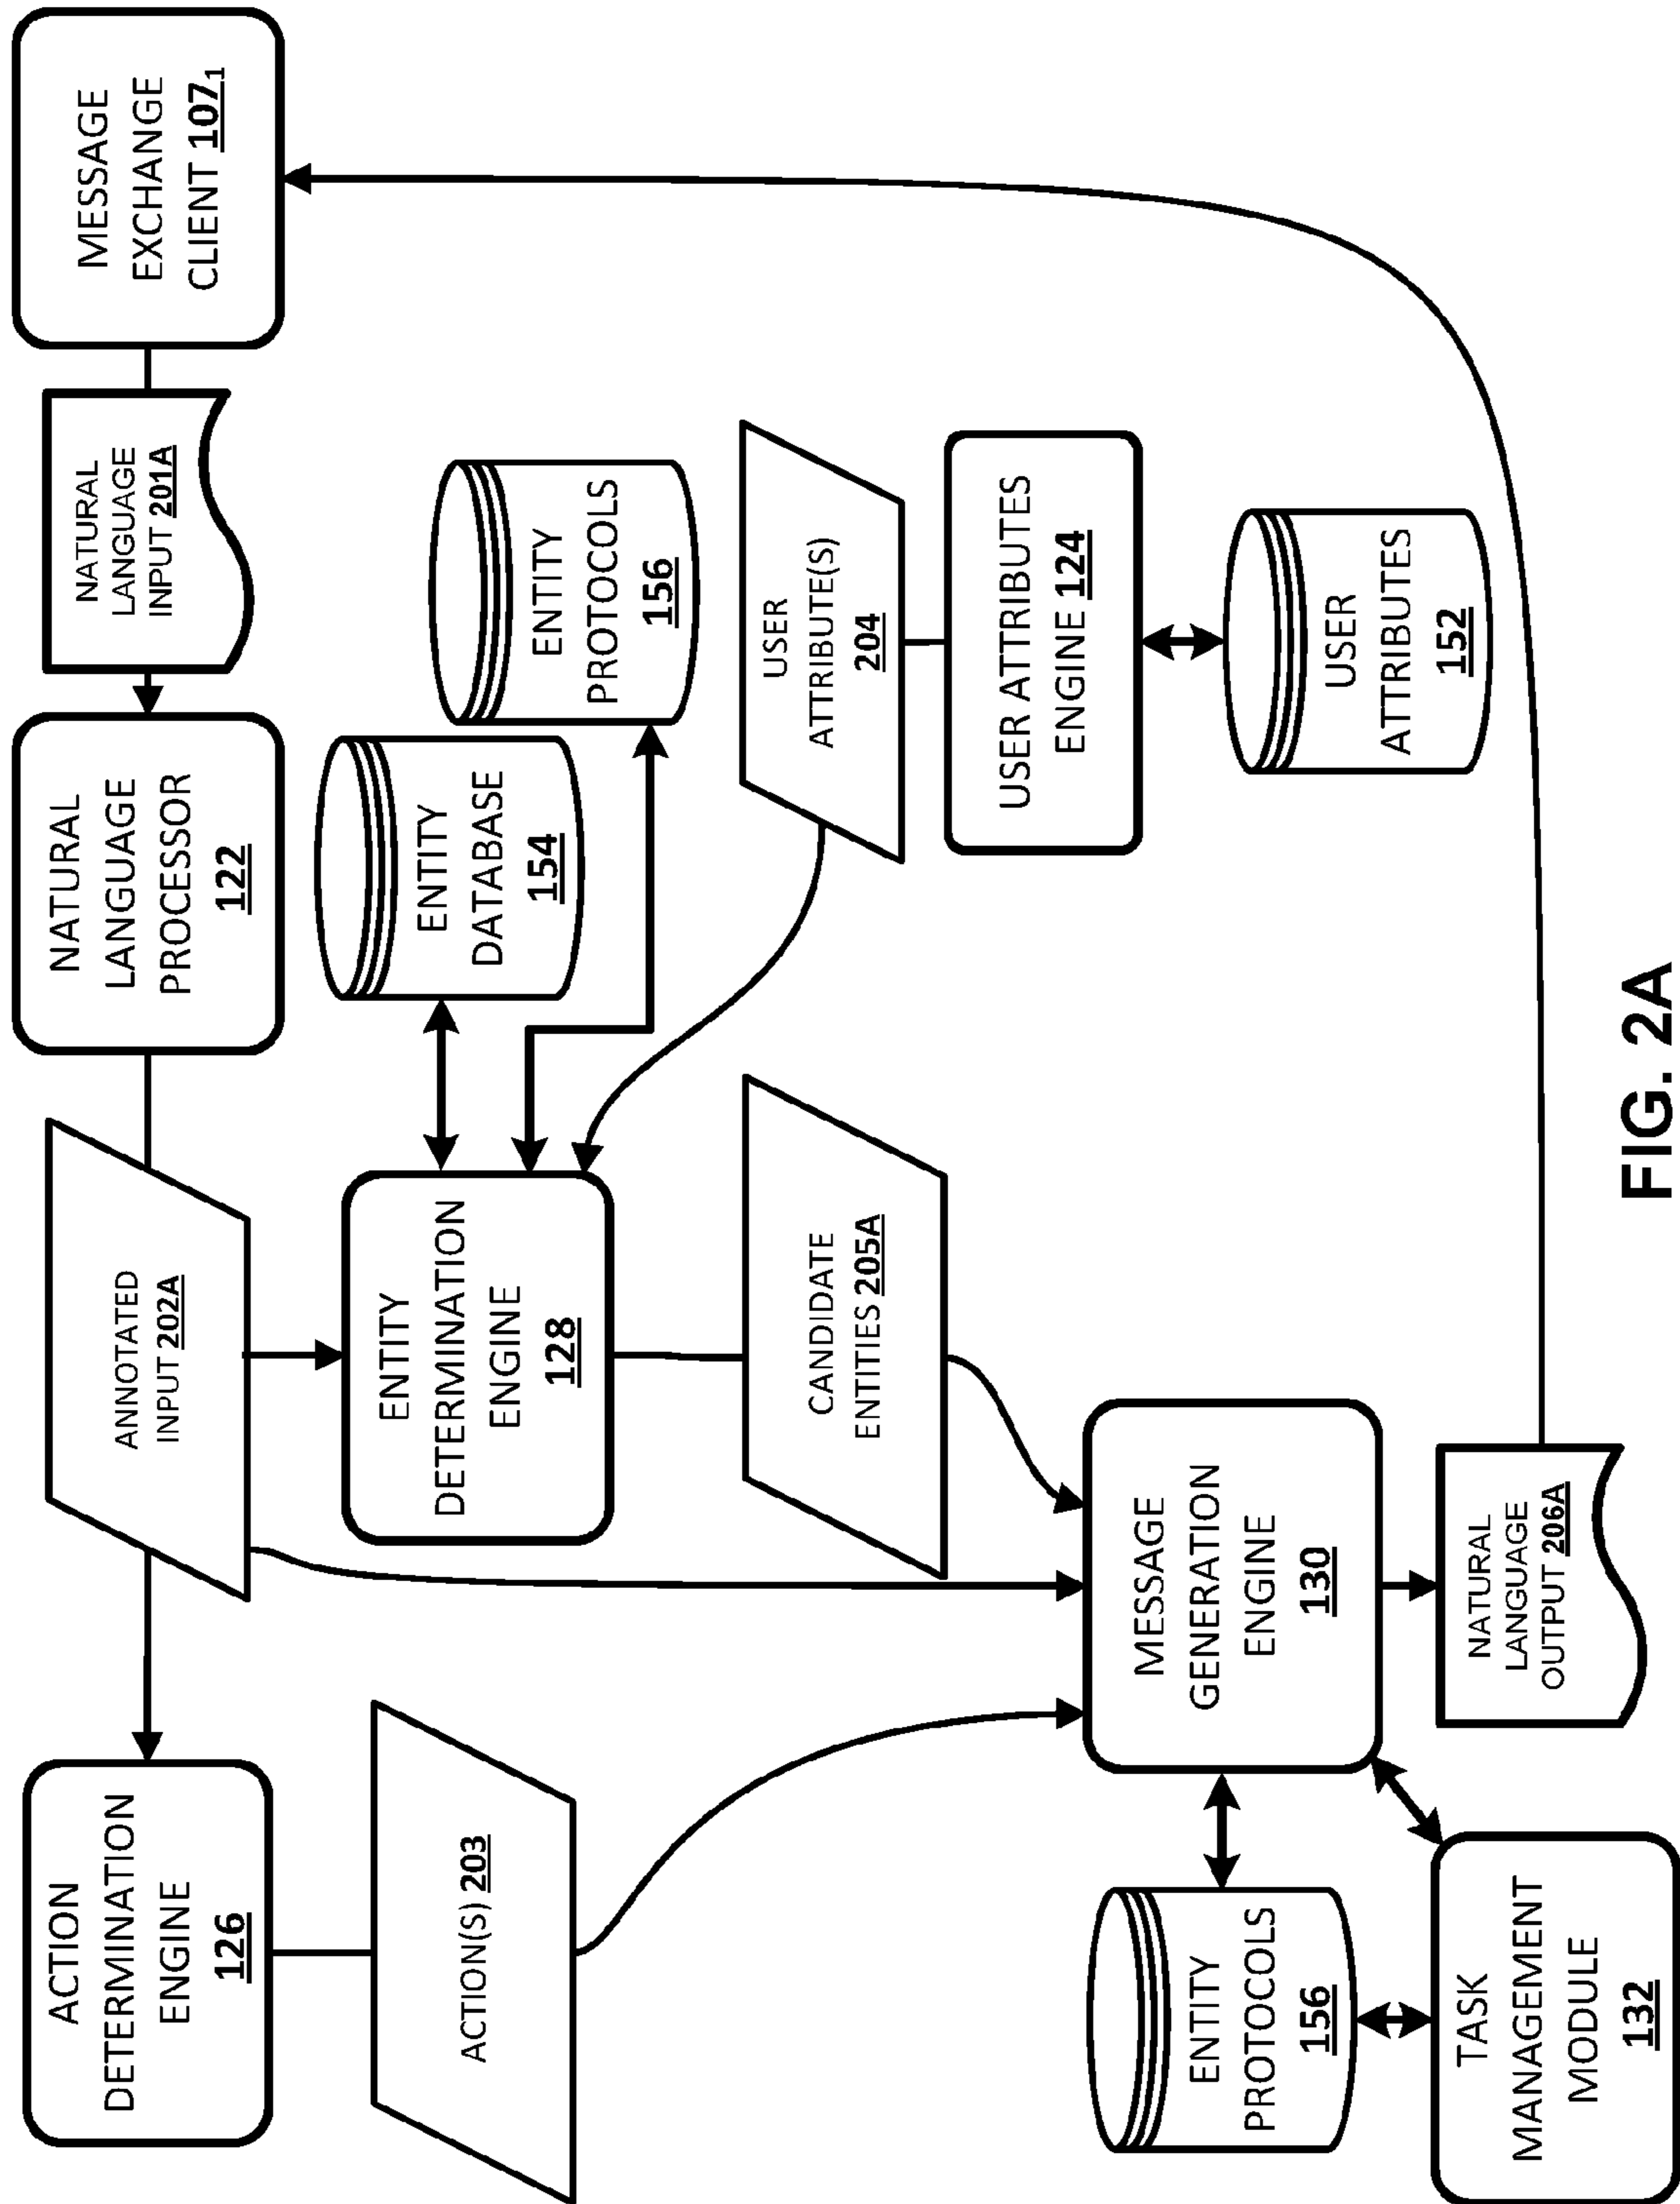 ACTION
DETERMINATION
ENGINE
126
ANNOTATED
INPUT 202A
NATURAL
LANGUAGE
PROCESSOR
122
NATURAL
LANGUAGE
INPUT 201A
MESSAGE
EXCHANGE
CLIENT 107₁
ACTION(S) 203
ENTITY
DETERMINATION
ENGINE
128
ENTITY
DATABASE
154
ENTITY
PROTOCOLS
156
CANDIDATE
ENTITIES 205A
USER
ATTRIBUTE(S)
204
USER ATTRIBUTES
ENGINE 124
USER
ATTRIBUTES
152
ENTITY
PROTOCOLS
156
MESSAGE
GENERATION
ENGINE
130
TASK
MANAGEMENT
MODULE
132
NATURAL
LANGUAGE
OUTPUT 206A
FIG. 2A